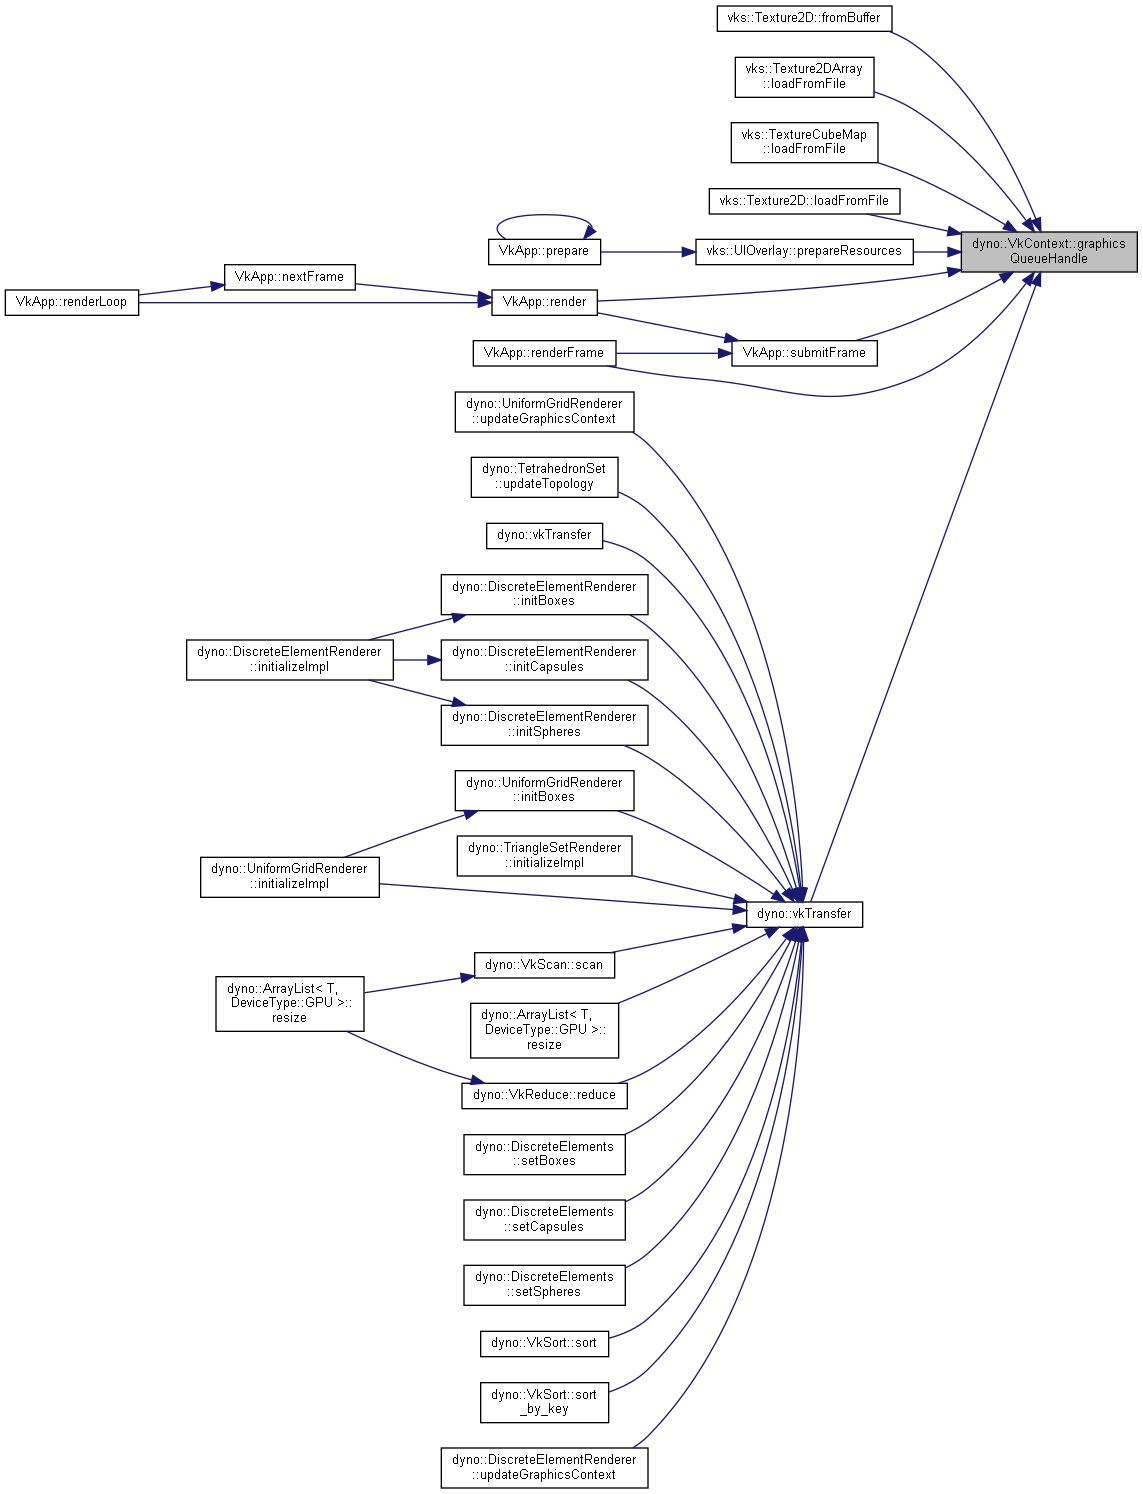 vks::Texture2D::fromBuffer
vks::Texture2DArray
::loadFromFile
vks::TextureCubeMap
::loadFromFile
vks::Texture2D::loadFromFile
dyno::VkContext::graphics
QueueHandle
VkApp::prepare
vks::UIOverlay::prepareResources
VkApp::nextFrame
VkApp::renderLoop
VkApp::render
VkApp::renderFrame
VkApp::submitFrame
dyno::UniformGridRenderer
::updateGraphicsContext
dyno::TetrahedronSet
::updateTopology
dyno::vkTransfer
dyno::DiscreteElementRenderer
::initBoxes
dyno::DiscreteElementRenderer
::initializeImpl
dyno::DiscreteElementRenderer
::initCapsules
dyno::DiscreteElementRenderer
::initSpheres
dyno::UniformGridRenderer
::initBoxes
dyno::TriangleSetRenderer
::initializeImpl
dyno::UniformGridRenderer
::initializeImpl
dyno::vkTransfer
dyno::VkScan::scan
dyno::ArrayList< T,
DeviceType::GPU >::
resize
dyno::ArrayList< T,
DeviceType::GPU >::
resize
dyno::VkReduce::reduce
dyno::DiscreteElements
::setBoxes
dyno::DiscreteElements
::setCapsules
dyno::DiscreteElements
::setSpheres
dyno::VkSort::sort
dyno::VkSort::sort
_by_key
dyno::DiscreteElementRenderer
::updateGraphicsContext